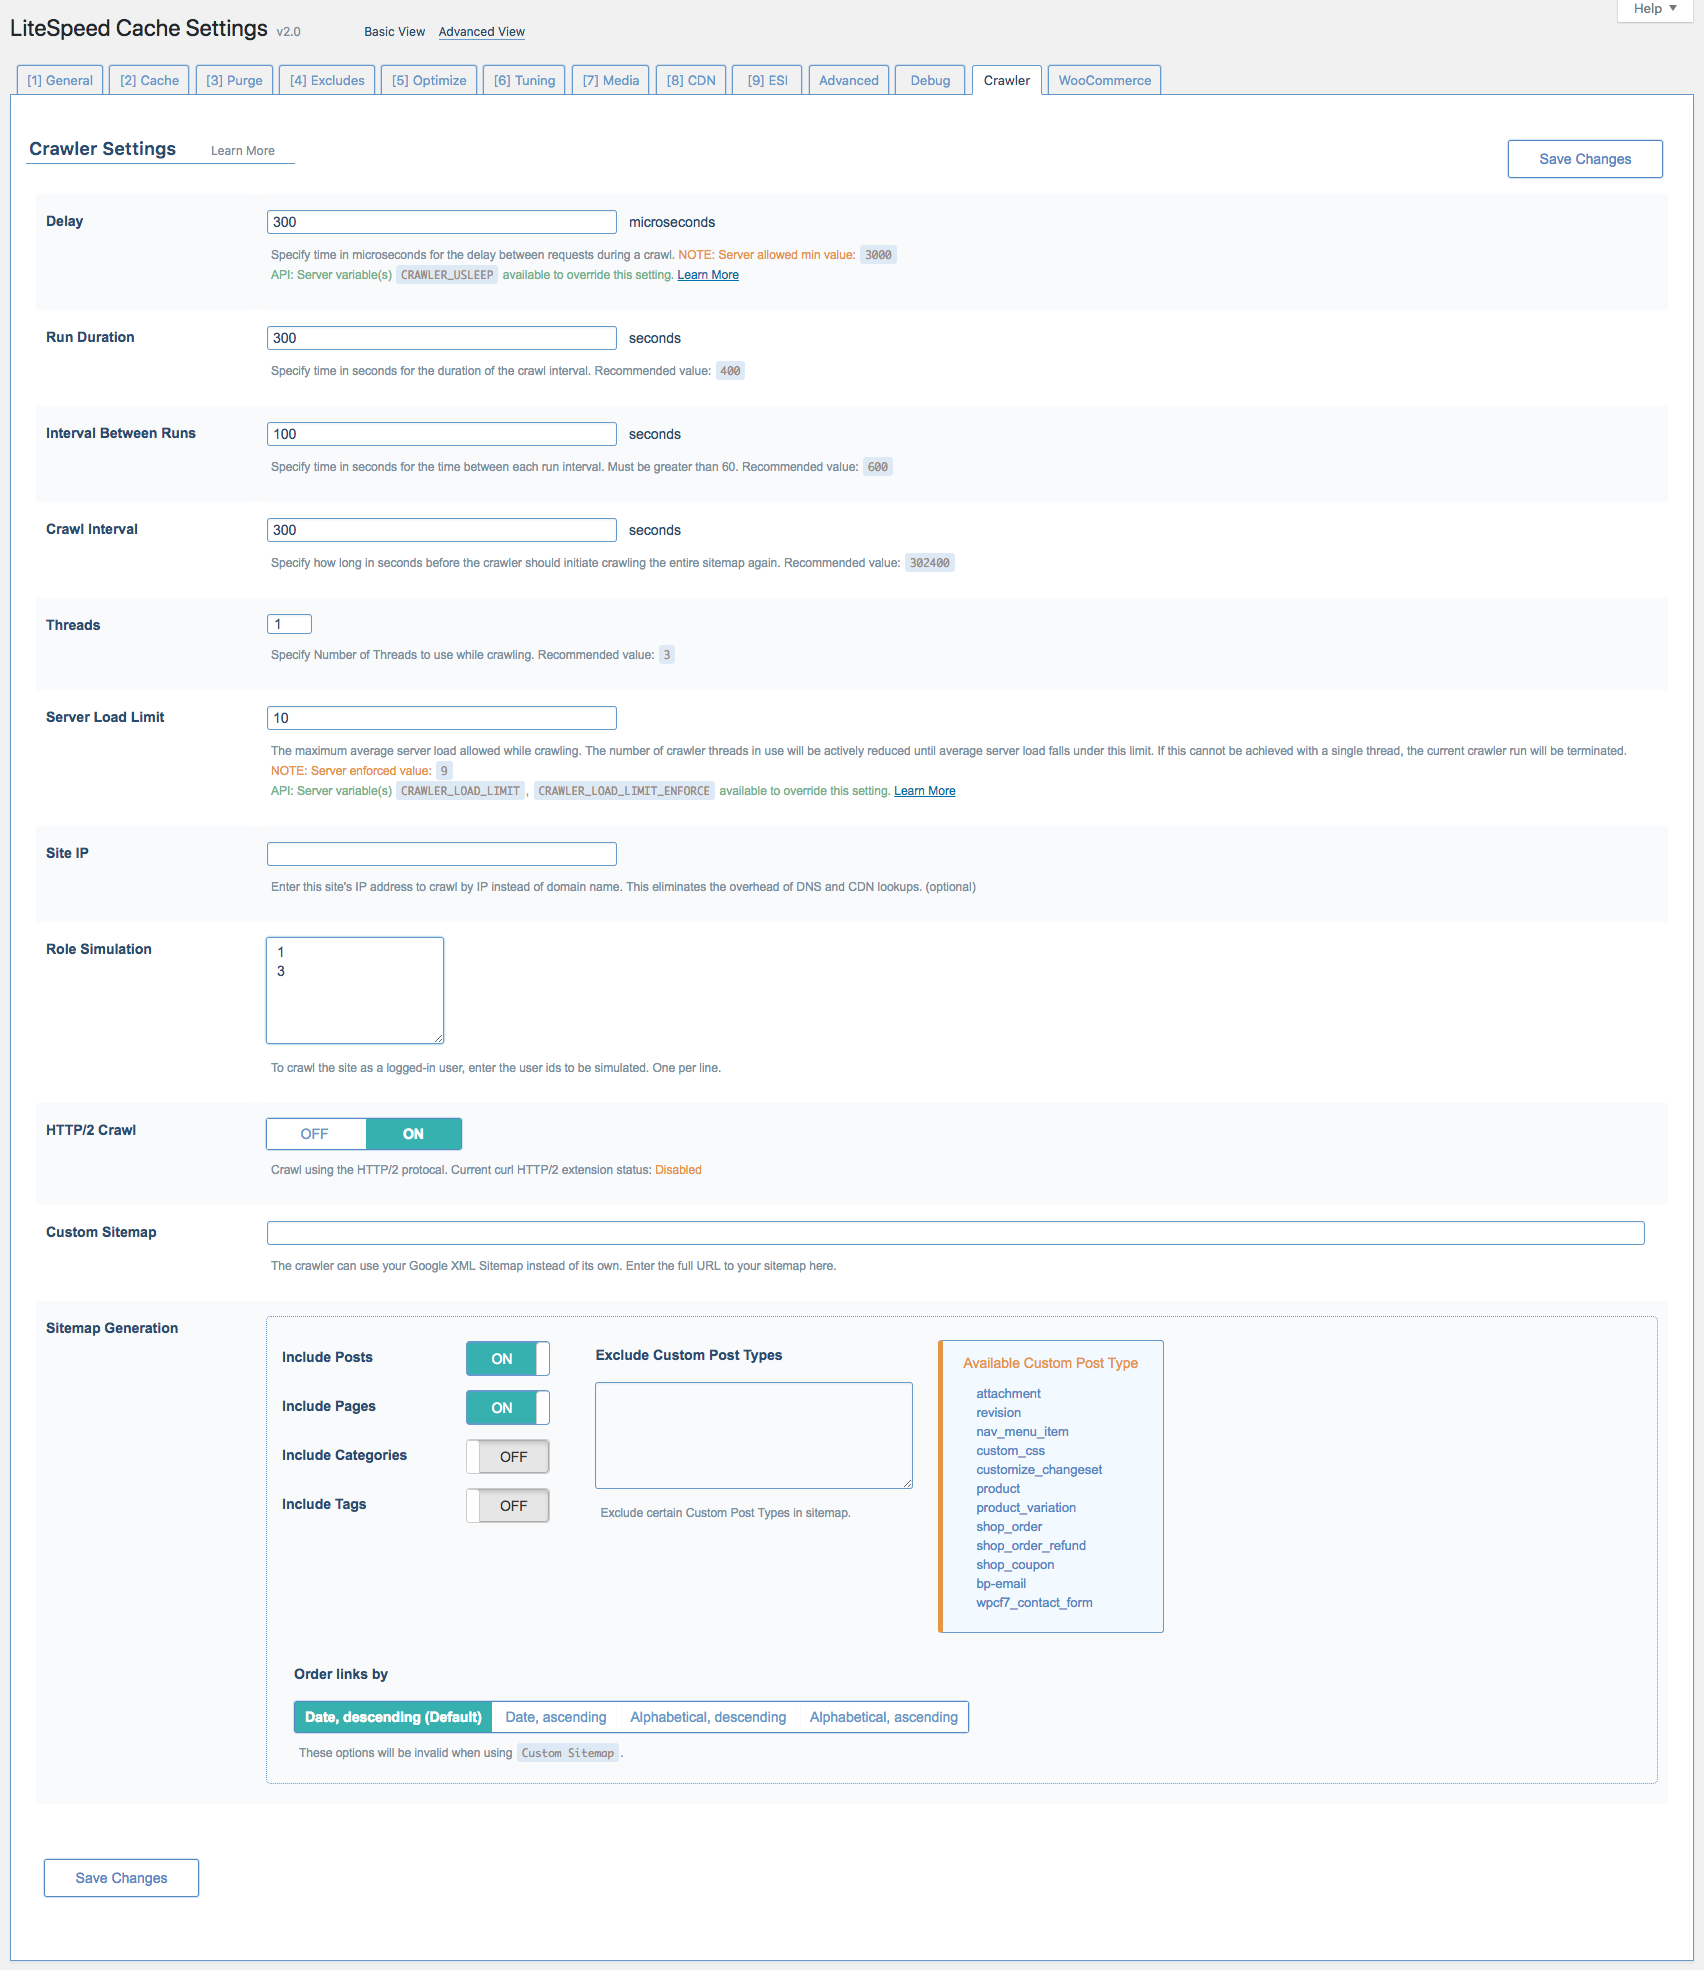 Help ▼
LiteSpeed Cache Settings v2.0 Basic View Advanced View
[1] General [2] Cache [3] Purge [4] Excludes [5] Optimize [6] Tuning [7] Media [8] CDN [9] ESI Advanced Debug Crawler WooCommerce
Crawler Settings Learn More
Save Changes
Delay 300 microseconds
Specify time in microseconds for the delay between requests during a crawl. NOTE: Server allowed min value: 3000
API: Server variable(s) CRAWLER_USLEEP available to override this setting. Learn More
Run Duration 300 seconds
Specify time in seconds for the duration of the crawl interval. Recommended value: 400
Interval Between Runs 100 seconds
Specify time in seconds for the time between each run interval. Must be greater than 60. Recommended value: 600
Crawl Interval 300 seconds
Specify how long in seconds before the crawler should initiate crawling the entire sitemap again. Recommended value: 302400
Threads 1
Specify Number of Threads to use while crawling. Recommended value: 3
Server Load Limit 10
The maximum average server load allowed while crawling. The number of crawler threads in use will be actively reduced until average server load falls under this limit. If this cannot be achieved with a single thread, the current crawler run will be terminated.
NOTE: Server enforced value: 9
API: Server variable(s) CRAWLER_LOAD_LIMIT , CRAWLER_LOAD_LIMIT_ENFORCE available to override this setting. Learn More
Site IP
Enter this site's IP address to crawl by IP instead of domain name. This eliminates the overhead of DNS and CDN lookups. (optional)
Role Simulation 1
3
To crawl the site as a logged-in user, enter the user ids to be simulated. One per line.
HTTP/2 Crawl OFF ON
Crawl using the HTTP/2 protocal. Current curl HTTP/2 extension status: Disabled
Custom Sitemap
The crawler can use your Google XML Sitemap instead of its own. Enter the full URL to your sitemap here.
Sitemap Generation
Include Posts ON
Include Pages ON
Include Categories OFF
Include Tags OFF
Exclude Custom Post Types
Exclude certain Custom Post Types in sitemap.
Available Custom Post Type
attachment
revision
nav_menu_item
custom_css
customize_changeset
product
product_variation
shop_order
shop_order_refund
shop_coupon
bp-email
wpcf7_contact_form
Order links by
Date, descending (Default) Date, ascending Alphabetical, descending Alphabetical, ascending
These options will be invalid when using Custom Sitemap .
Save Changes